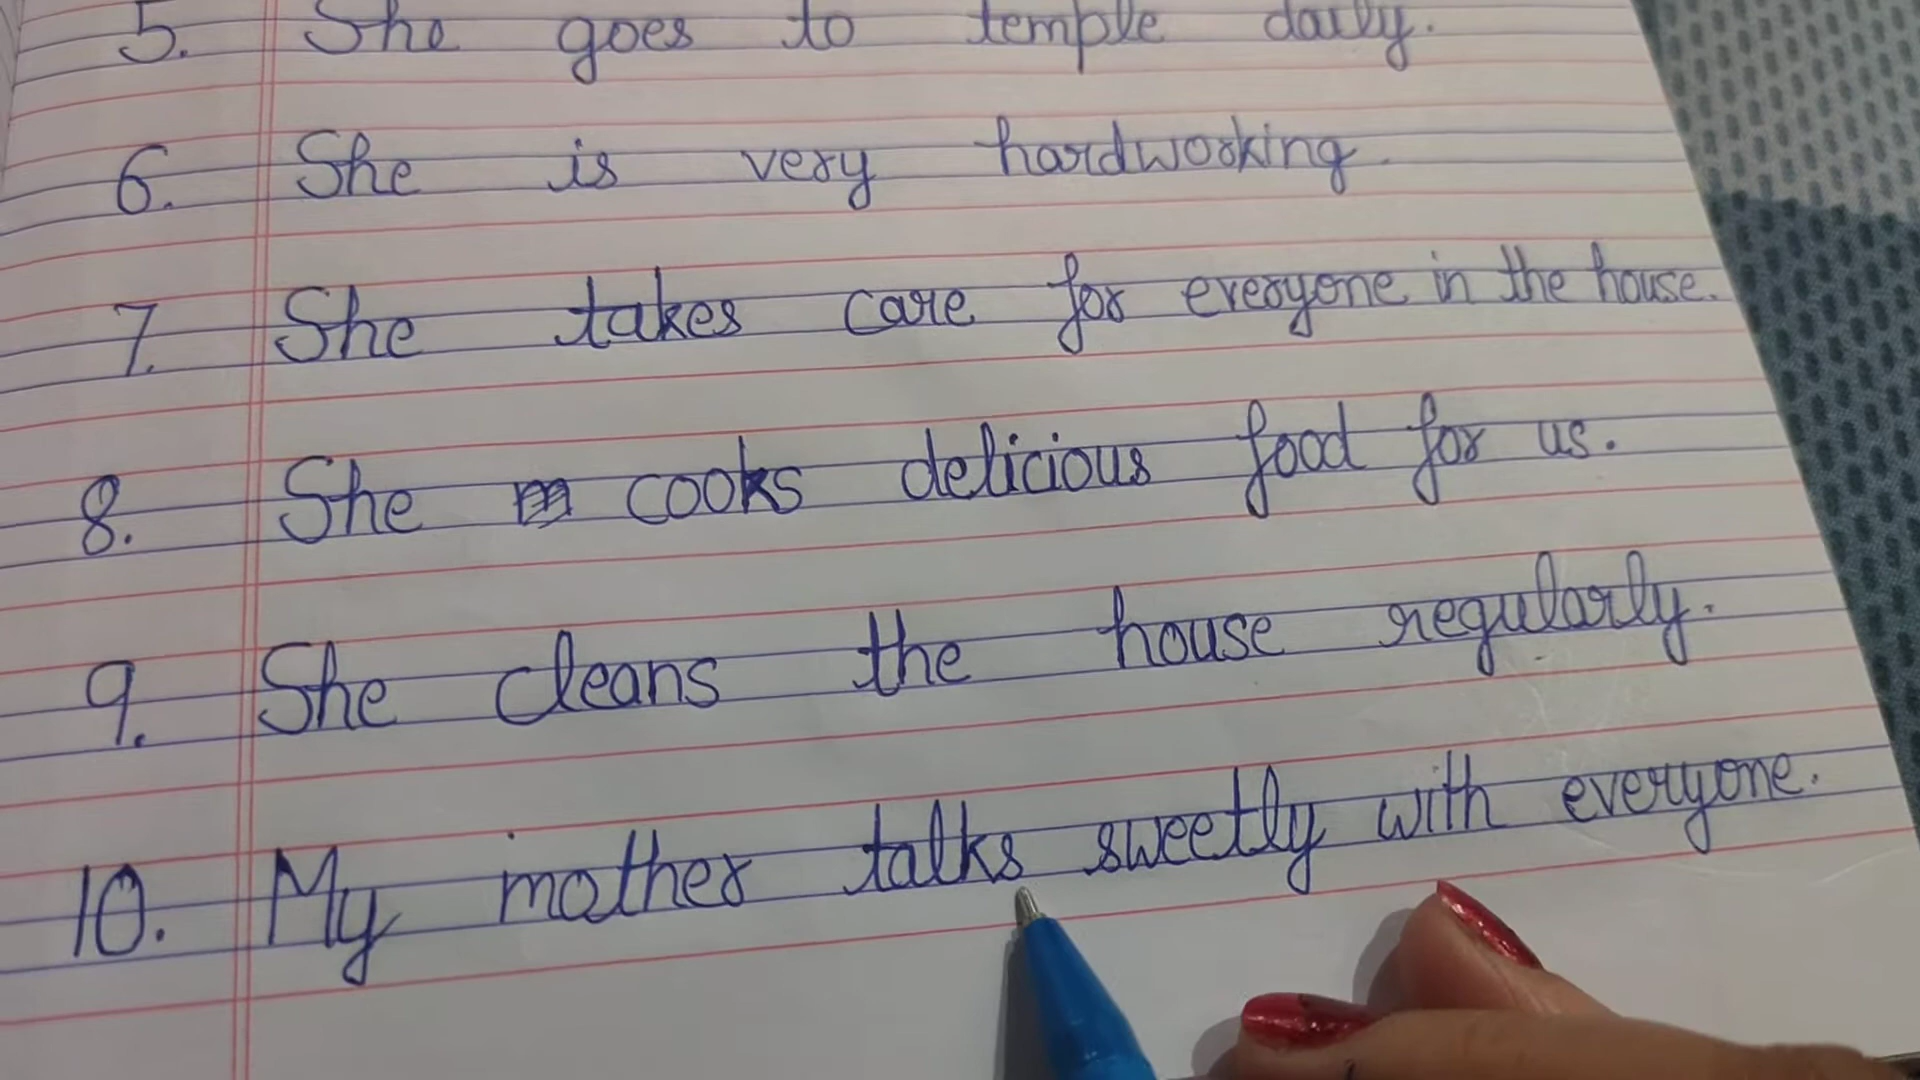 5. She goes to temple daily.
6. She is very hardworking.
7. She takes care for everyone in the house.
8. She cooks delicious food for us.
9. She cleans the house regularly.
10. My mother talks sweetly with everyone.